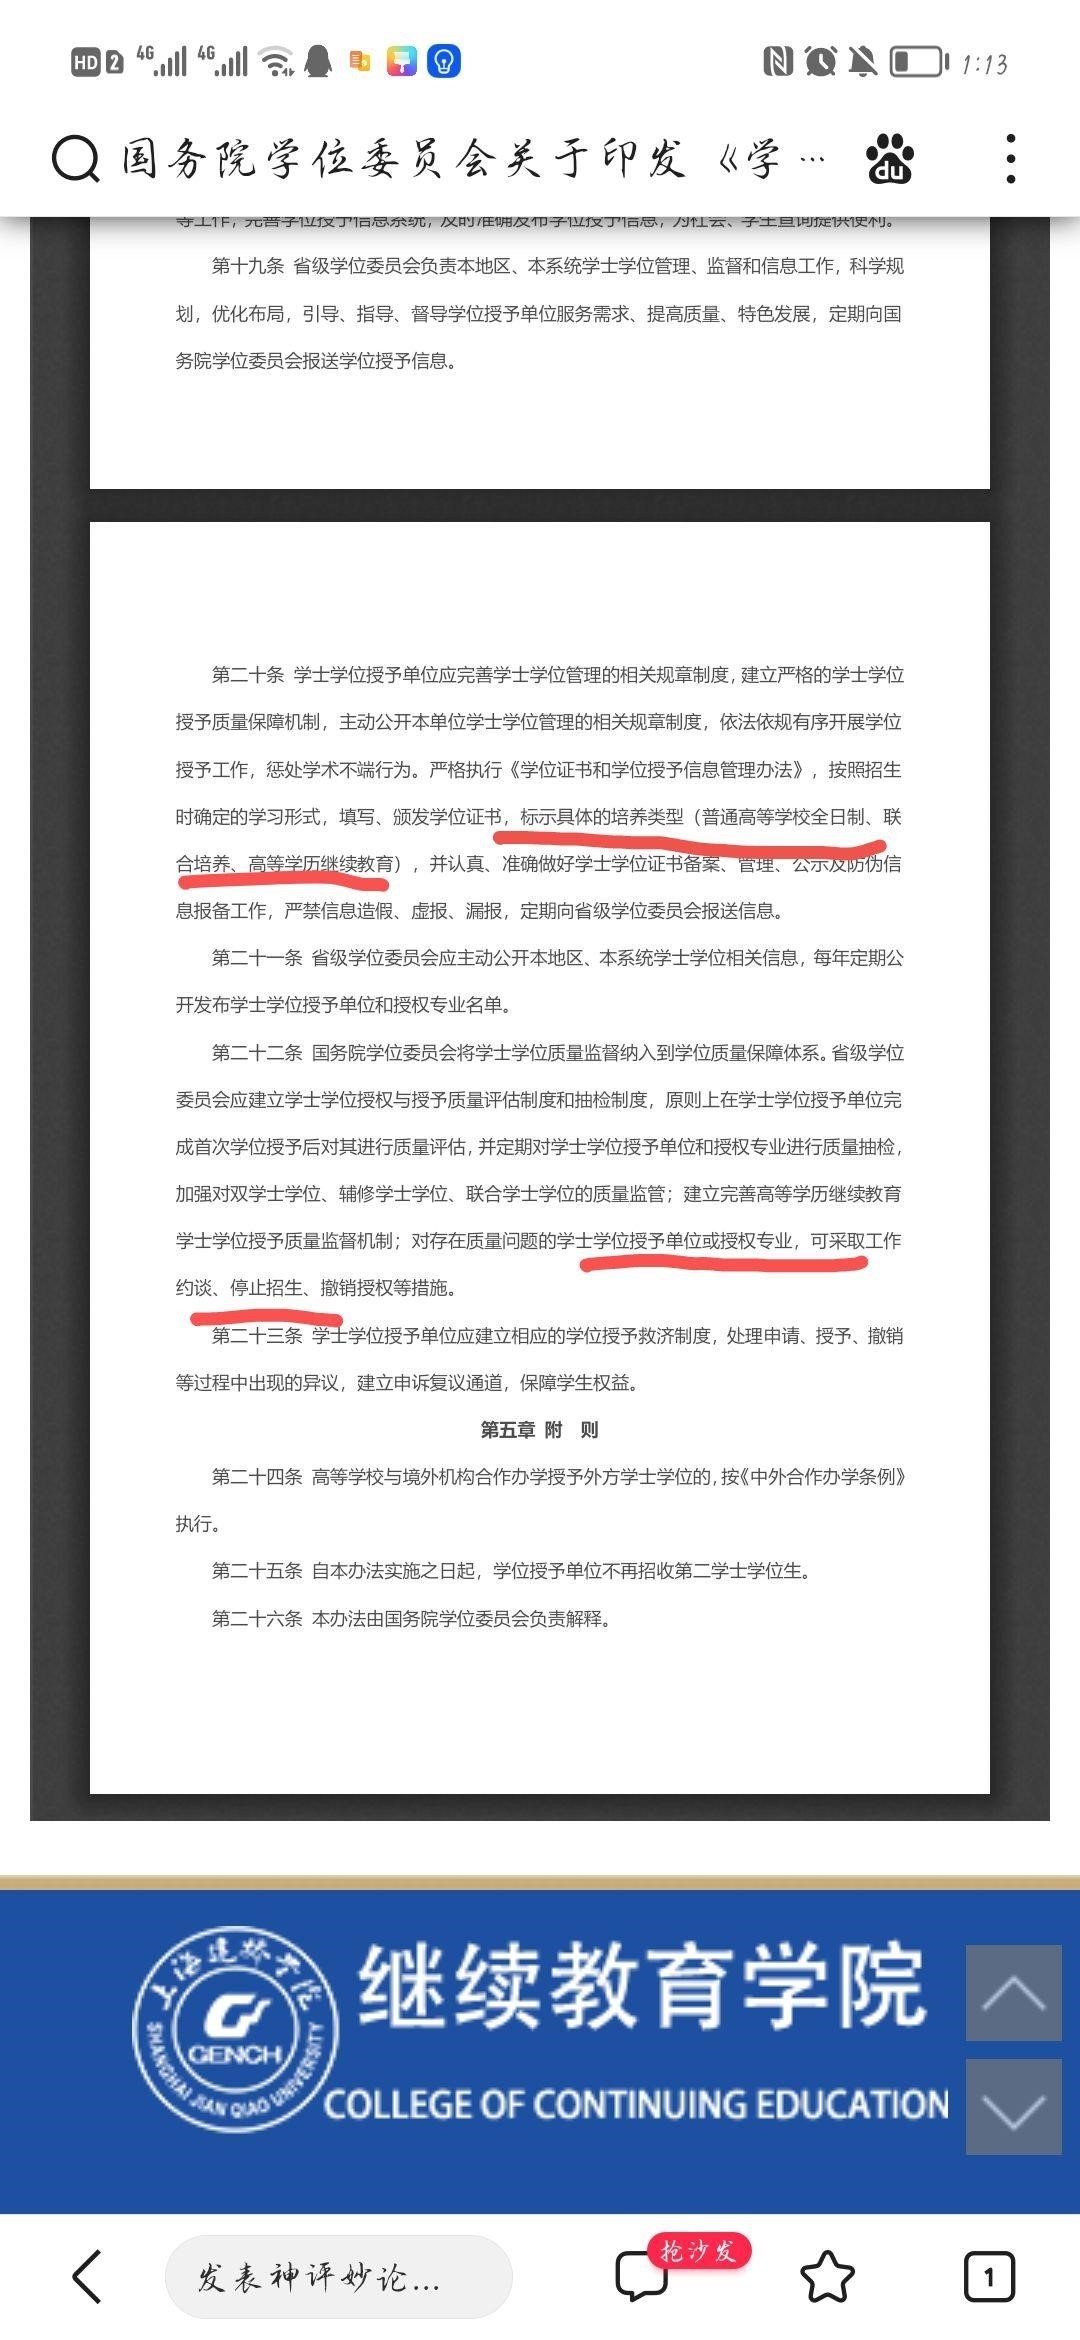 HD 2 4G 4G 1:13
国务院学位委员会关于印发《学… du
等工作，完善学位授予信息系统，及时准确发布学位授予信息，为社会、学生查询提供便利。
第十九条 省级学位委员会负责本地区、本系统学士学位管理、监督和信息工作，科学规
划，优化布局，引导、指导、督导学位授予单位服务需求、提高质量、特色发展，定期向国
务院学位委员会报送学位授予信息。
第二十条 学士学位授予单位应完善学士学位管理的相关规章制度，建立严格的学士学位
授予质量保障机制，主动公开本单位学士学位管理的相关规章制度，依法依规有序开展学位
授予工作，惩处学术不端行为。严格执行《学位证书和学位授予信息管理办法》，按照招生
时确定的学习形式，填写、颁发学位证书，标示具体的培养类型（普通高等学校全日制、联
合培养、高等学历继续教育），并认真、准确做好学士学位证书备案、管理、公示及防伪信
息报备工作，严禁信息造假、虚报、漏报，定期向省级学位委员会报送信息。
第二十一条 省级学位委员会应主动公开本地区、本系统学士学位相关信息，每年定期公
开发布学士学位授予单位和授权专业名单。
第二十二条 国务院学位委员会将学士学位质量监督纳入到学位质量保障体系。省级学位
委员会应建立学士学位授权与授予质量评估制度和抽检制度，原则上在学士学位授予单位完
成首次学位授予后对其进行质量评估，并定期对学士学位授予单位和授权专业进行质量抽检，
加强对双学士学位、辅修学士学位、联合学士学位的质量监管；建立完善高等学历继续教育
学士学位授予质量监督机制；对存在质量问题的学士学位授予单位或授权专业，可采取工作
约谈、停止招生、撤销授权等措施。
第二十三条 学士学位授予单位应建立相应的学位授予救济制度，处理申请、授予、撤销
等过程中出现的异议，建立申诉复议通道，保障学生权益。
第五章 附 则
第二十四条 高等学校与境外机构合作办学授予外方学士学位的，按《中外合作办学条例》
执行。
第二十五条 自本办法实施之日起，学位授予单位不再招收第二学士学位生。
第二十六条 本办法由国务院学位委员会负责解释。
上海建桥学院
GENCH
SHANGHAI JIAN QIAO UNIVERSITY
继续教育学院
COLLEGE OF CONTINUING EDUCATION
抢沙发
发表神评妙论... 1